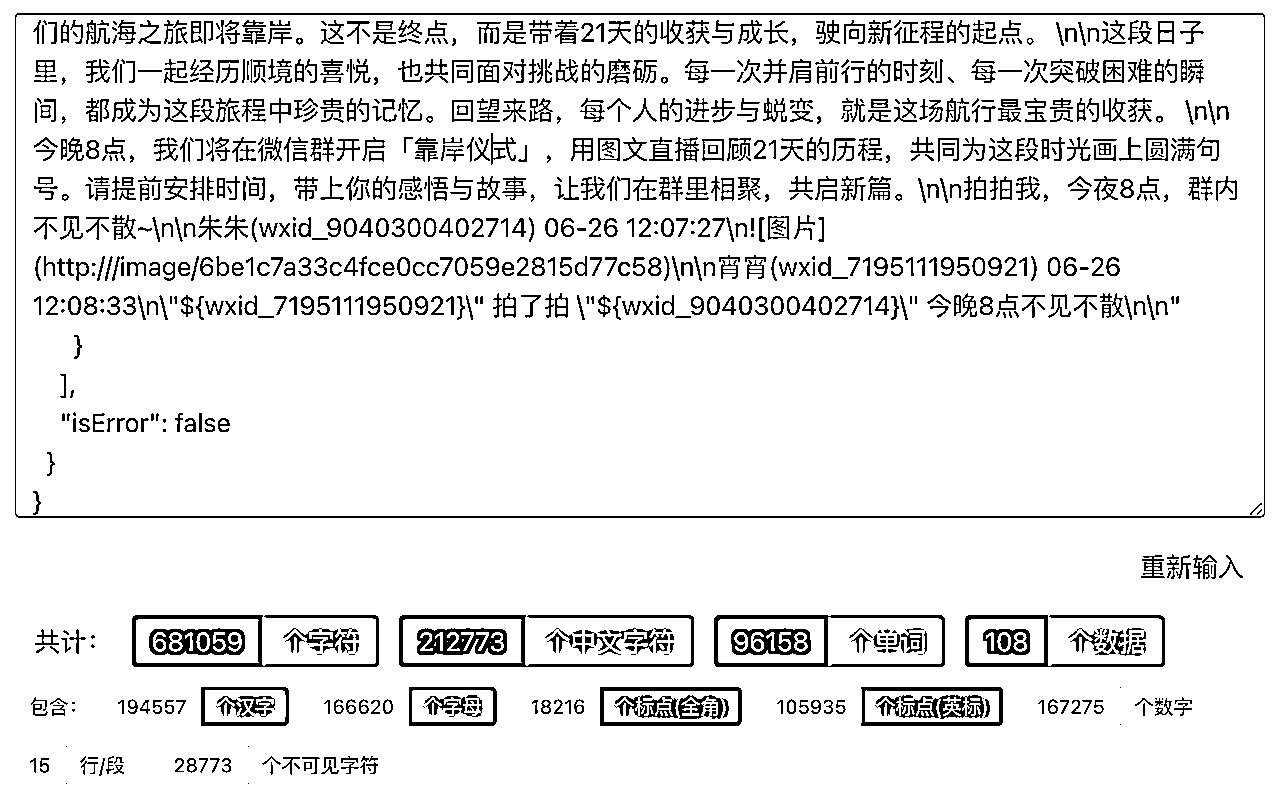 们的航海之旅即将靠岸。这不是终点，而是带着21天的收获与成长，驶向新征程的起点。 \n\n这段日子
里，我们一起经历顺境的喜悦，也共同面对挑战的磨砺。每一次并肩前行的时刻、每一次突破困难的瞬
间，都成为这段旅程中珍贵的记忆。回望来路，每个人的进步与蜕变，就是这场航行最宝贵的收获。 \n\n
今晚8点，我们将在微信群开启「靠岸仪式」，用图文直播回顾21天的历程，共同为这段时光画上圆满句
号。请提前安排时间，带上你的感悟与故事，让我们在群里相聚，共启新篇。\n\n拍拍我，今夜8点，群内
不见不散~\n\n朱朱(wxid_9040300402714) 06-26 12:07:27\n![图片]
(http:///image/6be1c7a33c4fce0cc7059e2815d77c58)\n\n宵宵(wxid_7195111950921) 06-26
12:08:33\n\"${wxid_7195111950921}\" 拍了拍 \"${wxid_9040300402714}\" 今晚8点不见不散\n\n"
}
],
"isError": false
}
}
重新输入
共计： 681059 个字符 212773 个中文字符 96158 个单词 108 个数据
包含： 194557 个汉字 166620 个字母 18216 个标点(全角) 105935 个标点(英标) 167275 个数字
15 行/段 28773 个不可见字符